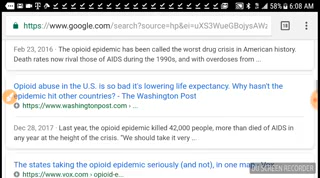 58% 6:08 AM
https://www.google.com/search?source=hp&ei=uXS3WueGBojysAWz
18
Feb 23, 2016 · The opioid epidemic has been called the worst drug crisis in American history.
Death rates now rival those of AIDS during the 1990s, and with overdoses from ...
Opioid abuse in the U.S. is so bad it's lowering life expectancy. Why hasn't the
epidemic hit other countries? - The Washington Post
https://www.washingtonpost.com › ...
Dec 28, 2017 · Last year, the opioid epidemic killed 42,000 people, more than died of AIDS in
any year at the height of the crisis. "We should take it very ...
The states taking the opioid epidemic seriously (and not), in one map - Vox
https://www.vox.com › opioid-e...
DU SCREEN RECORDER